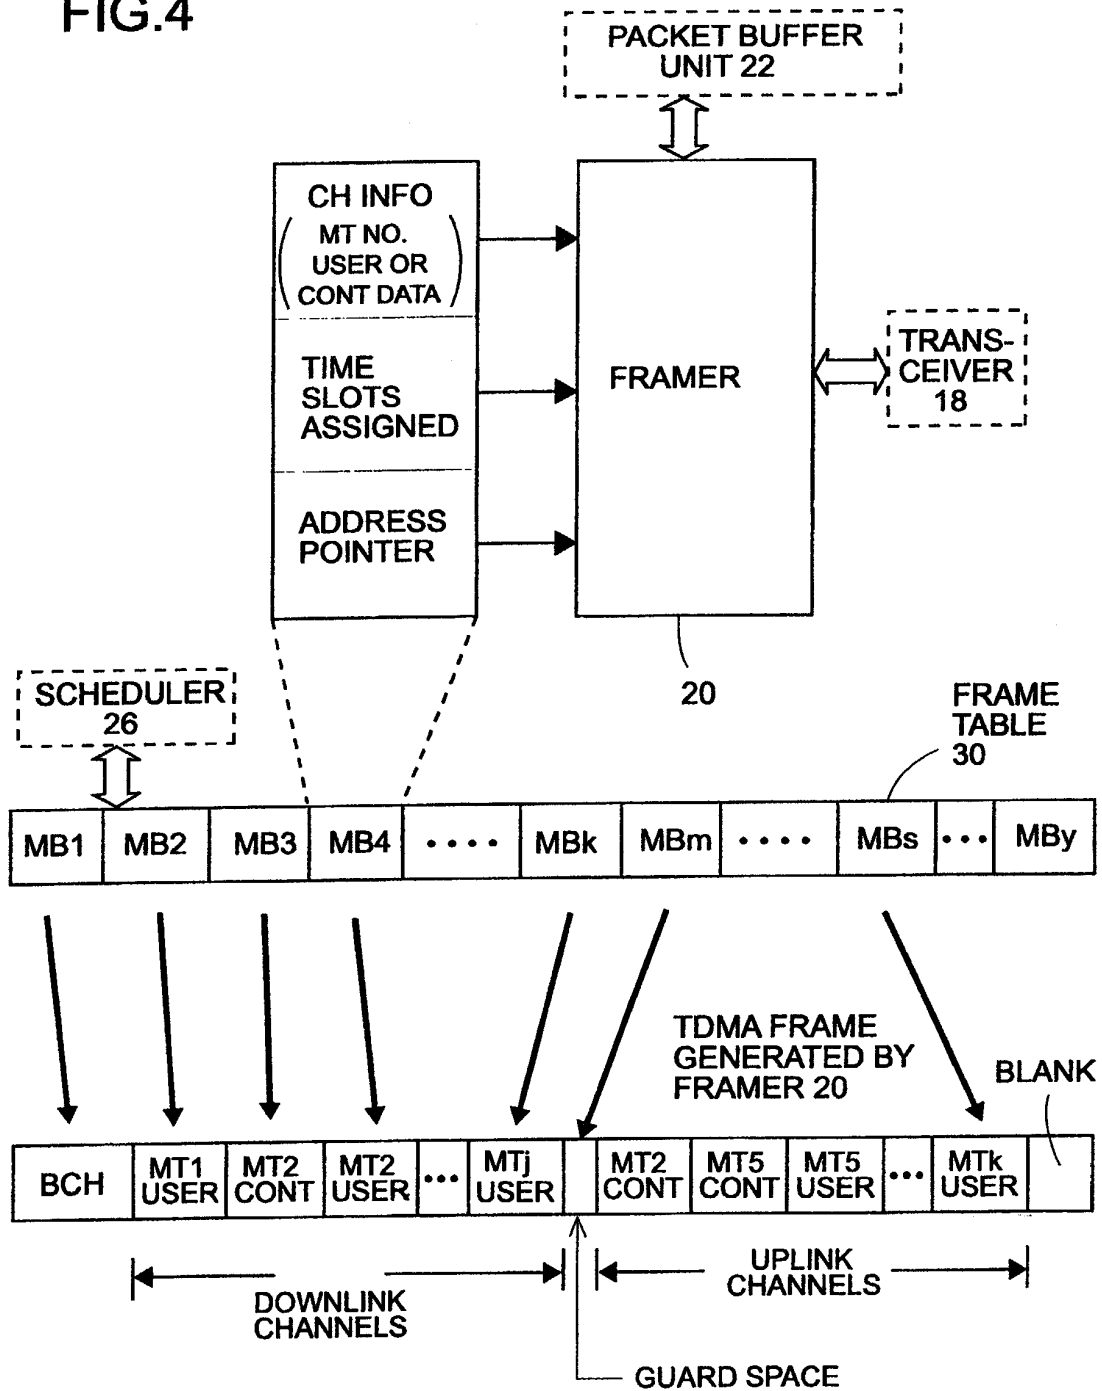 FIG.4
PACKET BUFFER
UNIT 22
CH INFO
MT NO.
USER OR
CONT DATA
TIME
SLOTS
ASSIGNED
ADDRESS
POINTER
FRAMER
TRANS-
CEIVER
18
20
SCHEDULER
26
FRAME
TABLE
30
MB1 MB2 MB3 MB4 •••• MBk MBm •••• MBs ••• MBy
TDMA FRAME
GENERATED BY
FRAMER 20
BLANK
BCH
MT1
USER
MT2
CONT
MT2
USER
•••
MTj
USER
MT2
CONT
MT5
CONT
MT5
USER
•••
MTk
USER
DOWNLINK
CHANNELS
UPLINK
CHANNELS
GUARD SPACE